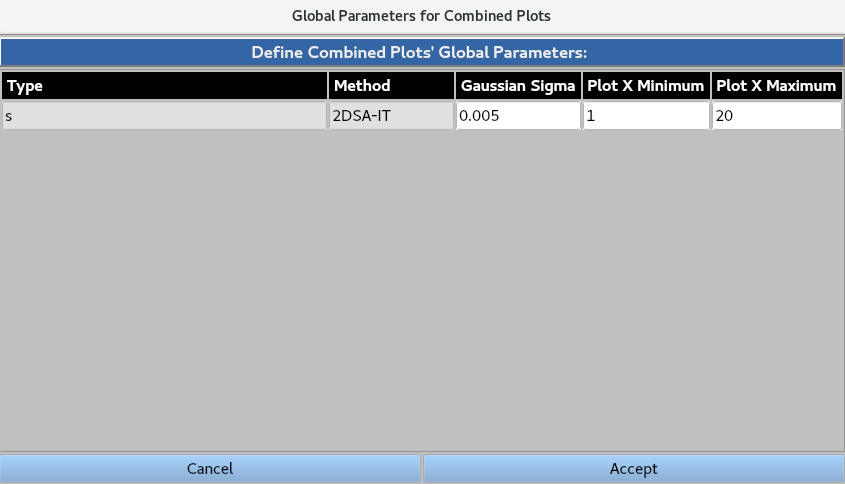 Global Parameters for Combined Plots
Define Combined Plots' Global Parameters:
Type Method Gaussian Sigma Plot X Minimum Plot X Maximum
s 2DSA-IT 0.005 1 20
Cancel Accept